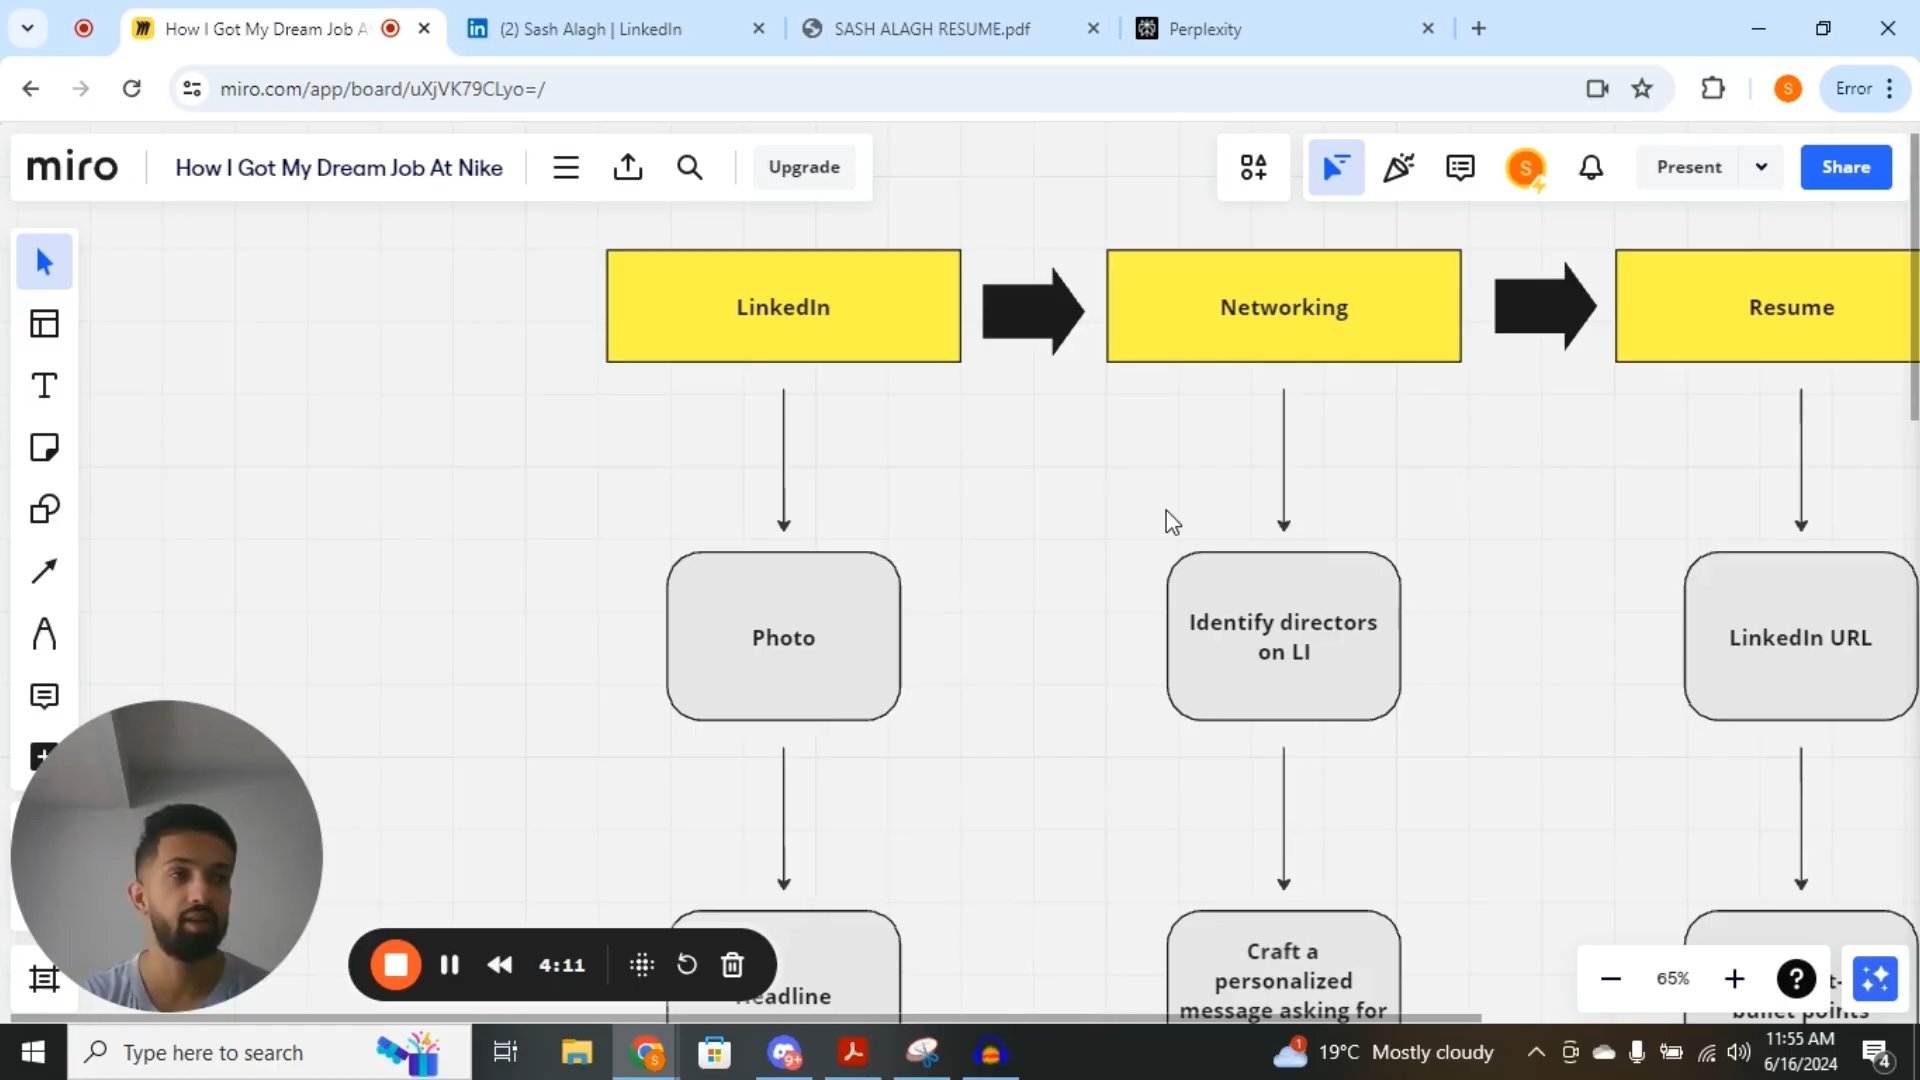 How I Got My Dream Job A
(2) Sash Alagh | LinkedIn
SASH ALAGH RESUME.pdf
Perplexity
miro.com/app/board/uXjVK79CLyo=/
S
Error
miro
How I Got My Dream Job At Nike
Upgrade
S
Present
Share
LinkedIn
Networking
Resume
Photo
Identify directors
on LI
LinkedIn URL
Headline
Craft a
personalized
message asking for
bullet points
4:11
65%
?
Type here to search
9+
1
19°C Mostly cloudy
11:55 AM
6/16/2024
4